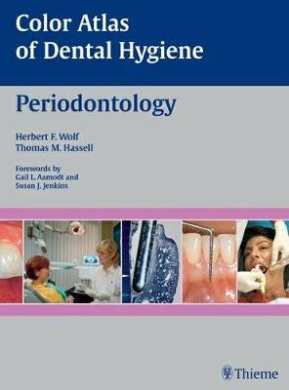 Color Atlas
of Dental Hygiene
Periodontology
Herbert F. Wolf
Thomas M. Hassell
Forewords by
Gail L. Aamodt and
Susan J. Jenkins
Thieme